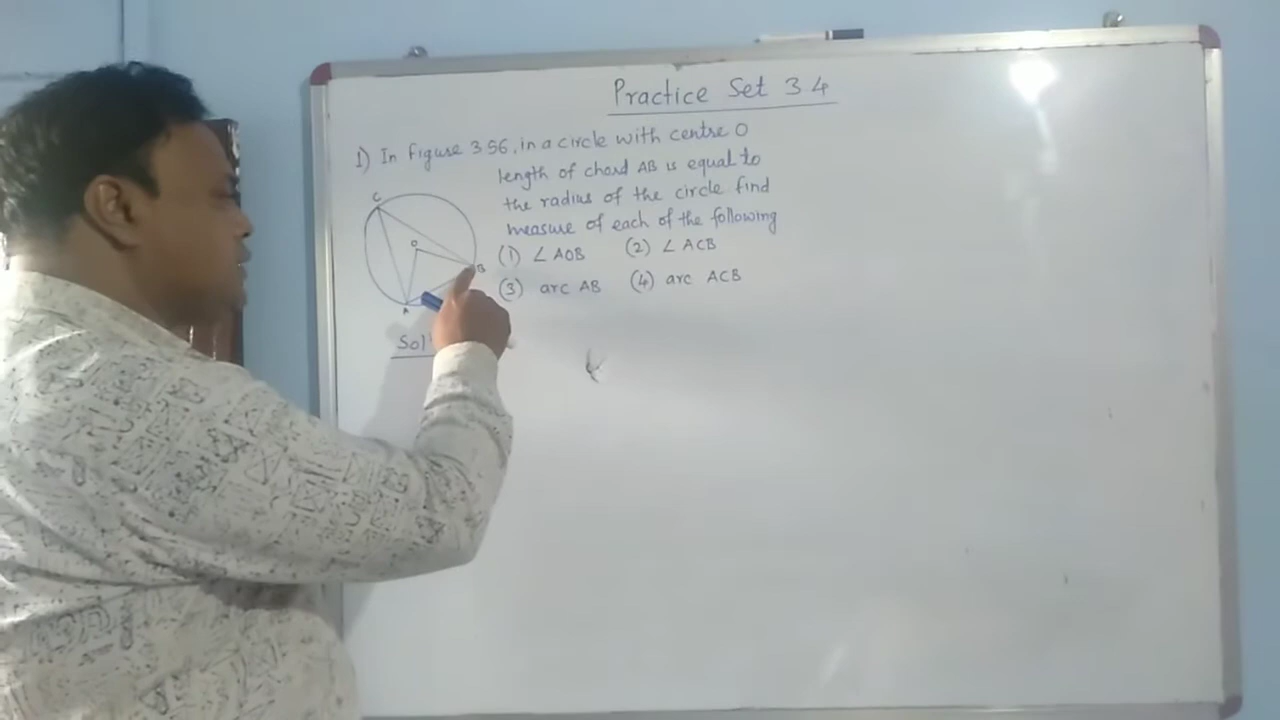 Practice Set 3.4
1) In figure 3.56, in a circle with centre O
length of chord AB is equal to
the radius of the circle find
measure of each of the following
(1) ∠AOB (2) ∠ACB
(3) arc AB (4) arc ACB
C
O
B
A
Sol